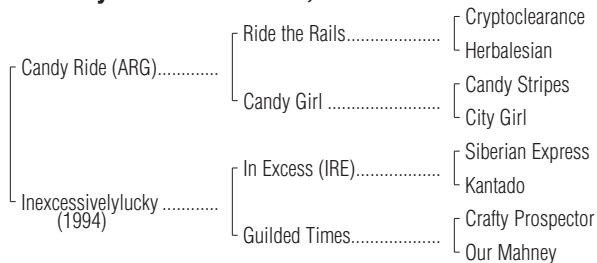 Cryptoclearance
Ride the Rails....................
Herbalesian
Candy Ride (ARG).............
Candy Stripes
Candy Girl ........................
City Girl
Siberian Express
In Excess (IRE)..................
Kantado
Inexcessivelylucky ............
(1994)
Crafty Prospector
Guilded Times...................
Our Mahney